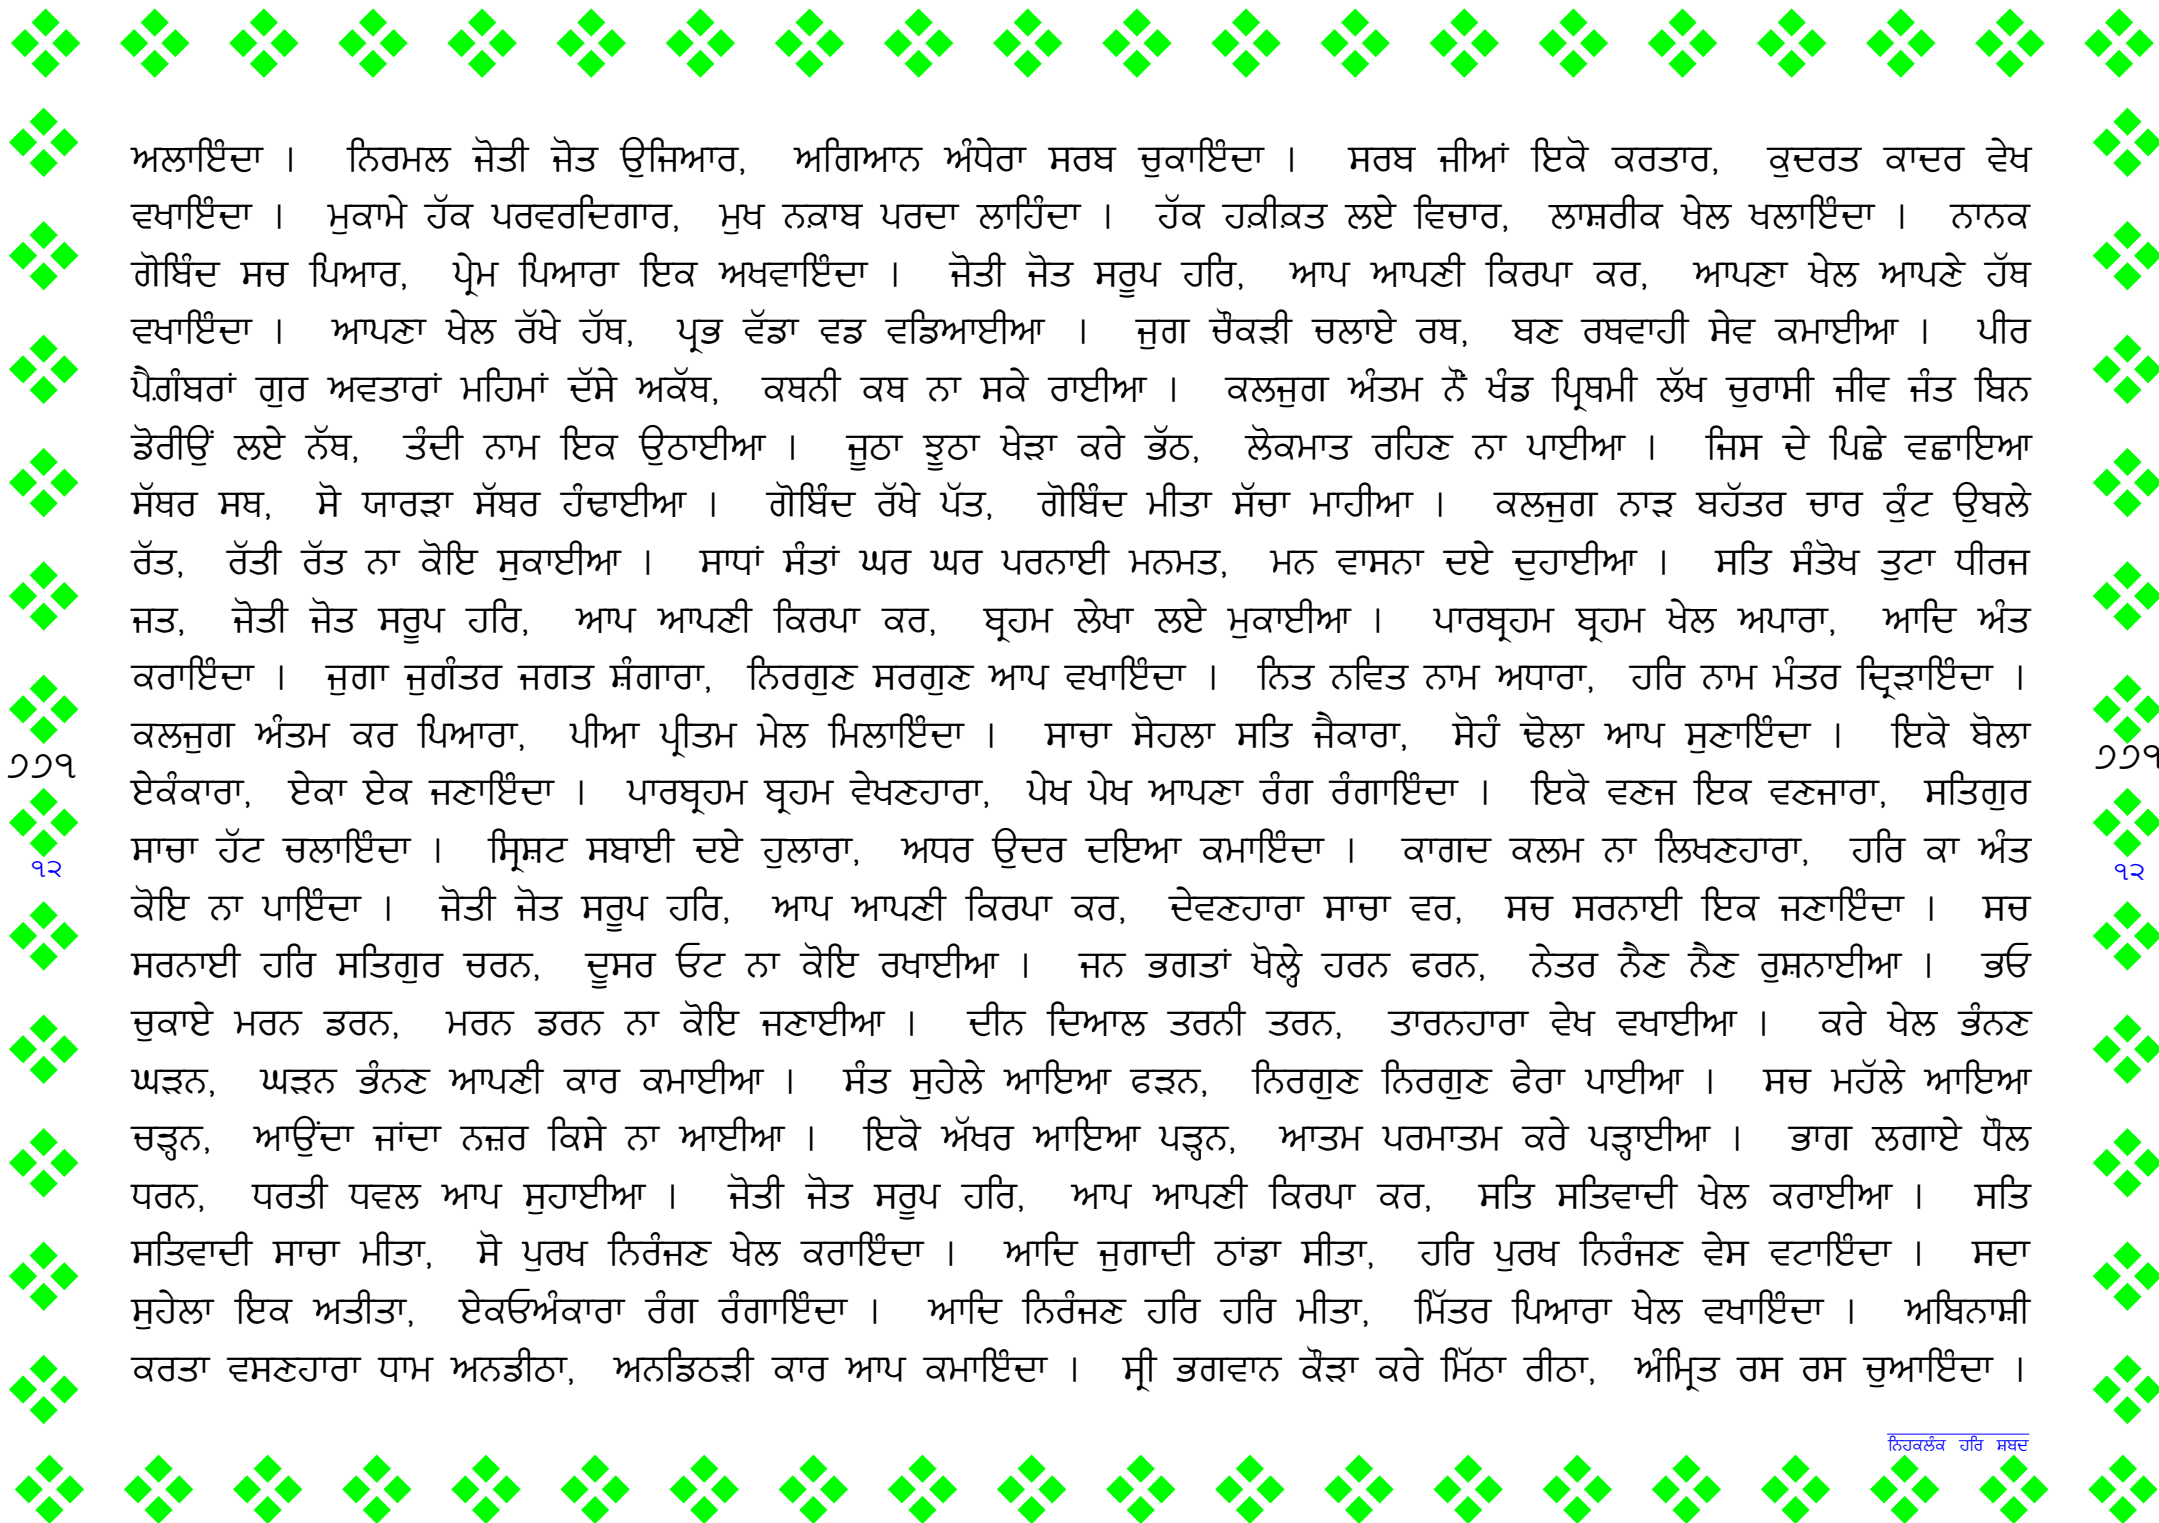 ਅਲਾਇੰਦਾ । ਨਿਰਮਲ ਜੋਤੀ ਜੋਤ ਉਜਿਆਰ, ਅਗਿਆਨ ਅੰਧੇਰਾ ਸਰਬ ਚੁਕਾਇੰਦਾ । ਸਰਬ ਜੀਆਂ ਇਕੋ ਕਰਤਾਰ, ਕੁਦਰਤ ਕਾਦਰ ਵੇਖ
ਵਖਾਇੰਦਾ । ਮੁਕਾਮੇ ਹੱਕ ਪਰਵਰਦਿਗਾਰ, ਮੁਖ ਨਕ਼ਾਬ ਪਰਦਾ ਲਾਹਿੰਦਾ । ਹੱਕ ਹਕ਼ੀਕ਼ਤ ਲਏ ਵਿਚਾਰ, ਲਾਸ਼ਰੀਕ ਖੇਲ ਖਲਾਇੰਦਾ । ਨਾਨਕ
ਗੋਬਿੰਦ ਸਚ ਪਿਆਰ, ਪ੍ਰੇਮ ਪਿਆਰਾ ਇਕ ਅਖਵਾਇੰਦਾ । ਜੋਤੀ ਜੋਤ ਸਰੂਪ ਹਰਿ, ਆਪ ਆਪਣੀ ਕਿਰਪਾ ਕਰ, ਆਪਣਾ ਖੇਲ ਆਪਣੇ ਹੱਥ
ਵਖਾਇੰਦਾ । ਆਪਣਾ ਖੇਲ ਰੱਖੇ ਹੱਥ, ਪ੍ਰਭ ਵੱਡਾ ਵਡ ਵਡਿਆਈਆ । ਜੁਗ ਚੌਕੜੀ ਚਲਾਏ ਰਥ, ਬਣ ਰਥਵਾਹੀ ਸੇਵ ਕਮਾਈਆ । ਪੀਰ
ਪੈਗ਼ੰਬਰਾਂ ਗੁਰ ਅਵਤਾਰਾਂ ਮਹਿਮਾਂ ਦੱਸੇ ਅਕੱਥ, ਕਥਨੀ ਕਥ ਨਾ ਸਕੇ ਰਾਈਆ । ਕਲਜੁਗ ਅੰਤਮ ਨੌਂ ਖੰਡ ਪ੍ਰਿਥਮੀ ਲੱਖ ਚੁਰਾਸੀ ਜੀਵ ਜੰਤ ਬਿਨ
ਡੋਰੀਉਂ ਲਏ ਨੱਥ, ਤੰਦੀ ਨਾਮ ਇਕ ਉਠਾਈਆ । ਜੂਠਾ ਝੂਠਾ ਖੇੜਾ ਕਰੇ ਭੱਠ, ਲੋਕਮਾਤ ਰਹਿਣ ਨਾ ਪਾਈਆ । ਜਿਸ ਦੇ ਪਿਛੇ ਵਛਾਇਆ
ਸੱਥਰ ਸਥ, ਸੋ ਯਾਰੜਾ ਸੱਥਰ ਹੰਢਾਈਆ । ਗੋਬਿੰਦ ਰੱਖੇ ਪੱਤ, ਗੋਬਿੰਦ ਮੀਤਾ ਸੱਚਾ ਮਾਹੀਆ । ਕਲਜੁਗ ਨਾੜ ਬਹੱਤਰ ਚਾਰ ਕੁੰਟ ਉਬਲੇ
ਰੱਤ, ਰੱਤੀ ਰੱਤ ਨਾ ਕੋਇ ਸੁਕਾਈਆ । ਸਾਧਾਂ ਸੰਤਾਂ ਘਰ ਘਰ ਪਰਨਾਈ ਮਨਮਤ, ਮਨ ਵਾਸਨਾ ਦਏ ਦੁਹਾਈਆ । ਸਤਿ ਸੰਤੋਖ ਤੁਟਾ ਧੀਰਜ
ਜਤ, ਜੋਤੀ ਜੋਤ ਸਰੂਪ ਹਰਿ, ਆਪ ਆਪਣੀ ਕਿਰਪਾ ਕਰ, ਬ੍ਰਹਮ ਲੇਖਾ ਲਏ ਮੁਕਾਈਆ । ਪਾਰਬ੍ਰਹਮ ਬ੍ਰਹਮ ਖੇਲ ਅਪਾਰਾ, ਆਦਿ ਅੰਤ
ਕਰਾਇੰਦਾ । ਜੁਗਾ ਜੁਗੰਤਰ ਜਗਤ ਸ਼ੰਗਾਰਾ, ਨਿਰਗੁਣ ਸਰਗੁਣ ਆਪ ਵਖਾਇੰਦਾ । ਨਿਤ ਨਵਿਤ ਨਾਮ ਅਧਾਰਾ, ਹਰਿ ਨਾਮ ਮੰਤਰ ਦ੍ਰਿੜਾਇੰਦਾ ।
ਕਲਜੁਗ ਅੰਤਮ ਕਰ ਪਿਆਰਾ, ਪੀਆ ਪ੍ਰੀਤਮ ਮੇਲ ਮਿਲਾਇੰਦਾ । ਸਾਚਾ ਸੋਹਲਾ ਸਤਿ ਜੈਕਾਰਾ, ਸੋਹੰ ਢੋਲਾ ਆਪ ਸੁਣਾਇੰਦਾ । ਇਕੋ ਬੋਲਾ
ਏਕੰਕਾਰਾ, ਏਕਾ ਏਕ ਜਣਾਇੰਦਾ । ਪਾਰਬ੍ਰਹਮ ਬ੍ਰਹਮ ਵੇਖਣਹਾਰਾ, ਪੇਖ ਪੇਖ ਆਪਣਾ ਰੰਗ ਰੰਗਾਇੰਦਾ । ਇਕੋ ਵਣਜ ਇਕ ਵਣਜਾਰਾ, ਸਤਿਗੁਰ
ਸਾਚਾ ਹੱਟ ਚਲਾਇੰਦਾ । ਸ੍ਰਿਸ਼ਟ ਸਬਾਈ ਦਏ ਹੁਲਾਰਾ, ਅਧਰ ਉਦਰ ਦਇਆ ਕਮਾਇੰਦਾ । ਕਾਗਦ ਕਲਮ ਨਾ ਲਿਖਣਹਾਰਾ, ਹਰਿ ਕਾ ਅੰਤ
ਕੋਇ ਨਾ ਪਾਇੰਦਾ । ਜੋਤੀ ਜੋਤ ਸਰੂਪ ਹਰਿ, ਆਪ ਆਪਣੀ ਕਿਰਪਾ ਕਰ, ਦੇਵਣਹਾਰਾ ਸਾਚਾ ਵਰ, ਸਚ ਸਰਨਾਈ ਇਕ ਜਣਾਇੰਦਾ । ਸਚ
ਸਰਨਾਈ ਹਰਿ ਸਤਿਗੁਰ ਚਰਨ, ਦੂਸਰ ਓਟ ਨਾ ਕੋਇ ਰਖਾਈਆ । ਜਨ ਭਗਤਾਂ ਖੋਲ੍ਹੇ ਹਰਨ ਫਰਨ, ਨੇਤਰ ਨੈਣ ਨੈਣ ਰੁਸ਼ਨਾਈਆ । ਭਓ
ਚੁਕਾਏ ਮਰਨ ਡਰਨ, ਮਰਨ ਡਰਨ ਨਾ ਕੋਇ ਜਣਾਈਆ । ਦੀਨ ਦਿਆਲ ਤਰਨੀ ਤਰਨ, ਤਾਰਨਹਾਰਾ ਵੇਖ ਵਖਾਈਆ । ਕਰੇ ਖੇਲ ਭੰਨਣ
ਘੜਨ, ਘੜਨ ਭੰਨਣ ਆਪਣੀ ਕਾਰ ਕਮਾਈਆ । ਸੰਤ ਸੁਹੇਲੇ ਆਇਆ ਫੜਨ, ਨਿਰਗੁਣ ਨਿਰਗੁਣ ਫੇਰਾ ਪਾਈਆ । ਸਚ ਮਹੱਲੇ ਆਇਆ
ਚੜ੍ਹਨ, ਆਉਂਦਾ ਜਾਂਦਾ ਨਜ਼ਰ ਕਿਸੇ ਨਾ ਆਈਆ । ਇਕੋ ਅੱਖਰ ਆਇਆ ਪੜ੍ਹਨ, ਆਤਮ ਪਰਮਾਤਮ ਕਰੇ ਪੜ੍ਹਾਈਆ । ਭਾਗ ਲਗਾਏ ਧੌਲ
ਧਰਨ, ਧਰਤੀ ਧਵਲ ਆਪ ਸੁਹਾਈਆ । ਜੋਤੀ ਜੋਤ ਸਰੂਪ ਹਰਿ, ਆਪ ਆਪਣੀ ਕਿਰਪਾ ਕਰ, ਸਤਿ ਸਤਿਵਾਦੀ ਖੇਲ ਕਰਾਈਆ । ਸਤਿ
ਸਤਿਵਾਦੀ ਸਾਚਾ ਮੀਤਾ, ਸੋ ਪੁਰਖ ਨਿਰੰਜਣ ਖੇਲ ਕਰਾਇੰਦਾ । ਆਦਿ ਜੁਗਾਦੀ ਠਾਂਡਾ ਸੀਤਾ, ਹਰਿ ਪੁਰਖ ਨਿਰੰਜਣ ਵੇਸ ਵਟਾਇੰਦਾ । ਸਦਾ
ਸੁਹੇਲਾ ਇਕ ਅਤੀਤਾ, ਏਕਓਅੰਕਾਰਾ ਰੰਗ ਰੰਗਾਇੰਦਾ । ਆਦਿ ਨਿਰੰਜਣ ਹਰਿ ਹਰਿ ਮੀਤਾ, ਮਿੱਤਰ ਪਿਆਰਾ ਖੇਲ ਵਖਾਇੰਦਾ । ਅਬਿਨਾਸ਼ੀ
ਕਰਤਾ ਵਸਣਹਾਰਾ ਧਾਮ ਅਨਡੀਠਾ, ਅਨਡਿਠੜੀ ਕਾਰ ਆਪ ਕਮਾਇੰਦਾ । ਸ੍ਰੀ ਭਗਵਾਨ ਕੌੜਾ ਕਰੇ ਮਿੱਠਾ ਰੀਠਾ, ਅੰਮ੍ਰਿਤ ਰਸ ਰਸ ਚੁਆਇੰਦਾ ।
੭੭੧
੧੨
੭੭੧
੧੨
ਨਿਹਕਲੰਕ ਹਰਿ ਸ਼ਬਦ